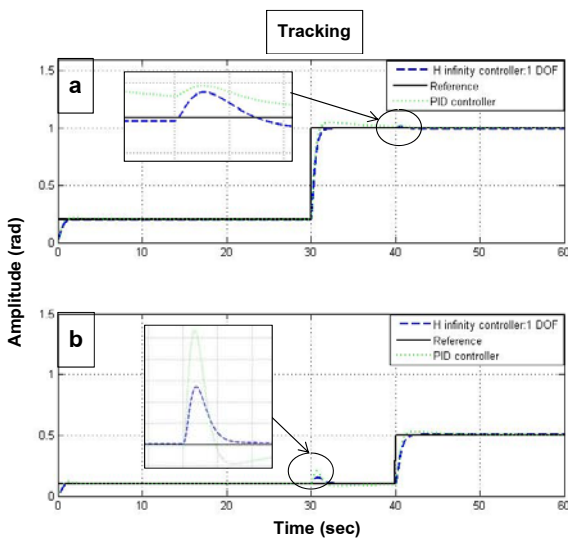 Tracking
a
H infinity controller:1 DOF
Reference
PID controller
1.5
1
0.5
0
0 10 20 30 40 50 60
Amplitude (rad)
b
H infinity controller:1 DOF
Reference
PID controller
1.5
1
0.5
0
0 10 20 30 40 50 60
Time (sec)